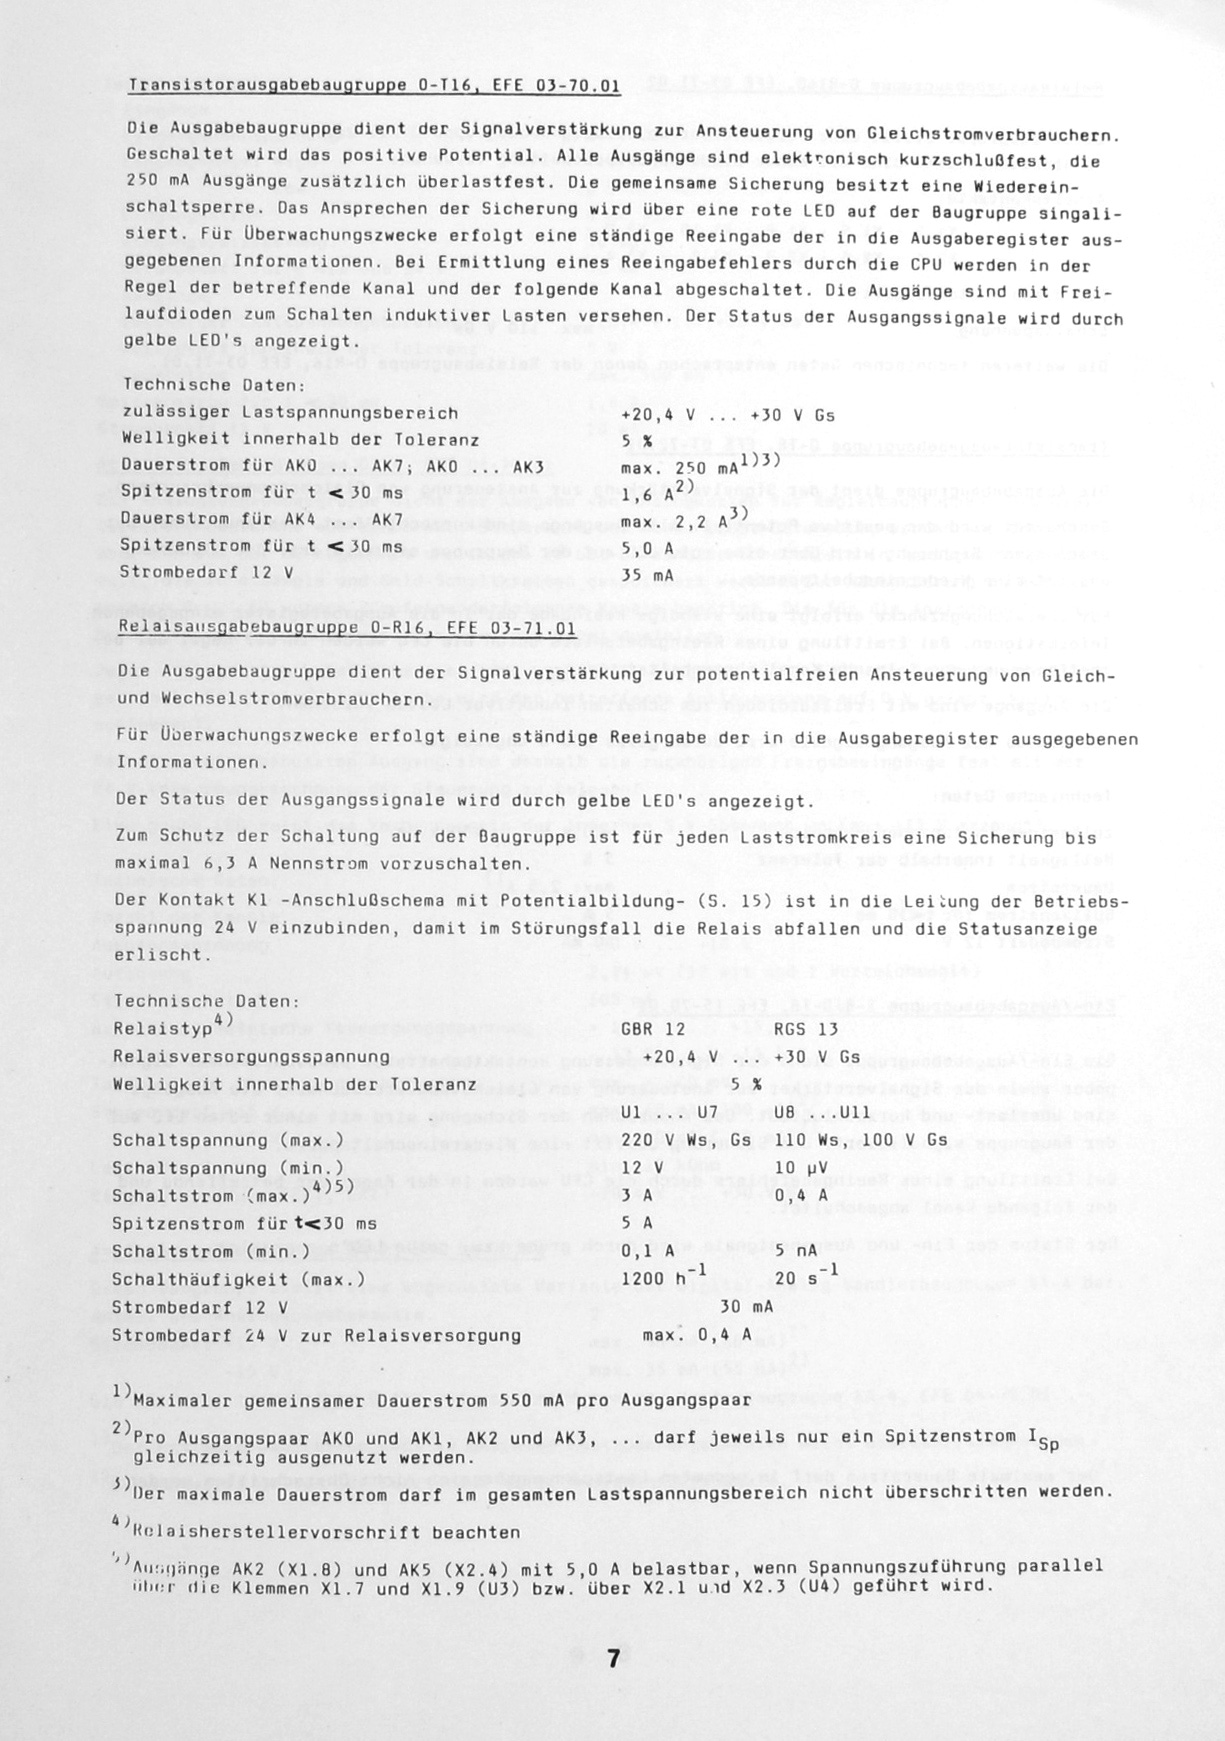 Transistorausgabebaugruppe O-T16, EFE 03-70.01
Die Ausgabebaugruppe dient der Signalverstärkung zur Ansteuerung von Gleichstromverbrauchern.
Geschaltet wird das positive Potential. Alle Ausgänge sind elektronisch kurzschlußfest, die
250 mA Ausgänge zusätzlich überlastfest. Die gemeinsame Sicherung besitzt eine Wiederein-
schaltsperre. Das Ansprechen der Sicherung wird über eine rote LED auf der Baugruppe singali-
siert. Für Überwachungszwecke erfolgt eine ständige Reeingabe der in die Ausgaberegister aus-
gegebenen Informationen. Bei Ermittlung eines Reeingabefehlers durch die CPU werden in der
Regel der betreffende Kanal und der folgende Kanal abgeschaltet. Die Ausgänge sind mit Frei-
laufdioden zum Schalten induktiver Lasten versehen. Der Status der Ausgangssignale wird durch
gelbe LED's angezeigt.
Technische Daten:
zulässiger Lastspannungsbereich +20,4 V ... +30 V Gs
Welligkeit innerhalb der Toleranz 5 %
Dauerstrom für AK0 ... AK7; AK0 ... AK3 max. 250 mA1)3)
Spitzenstrom für t < 30 ms 1,6 A2)
Dauerstrom für AK4 ... AK7 max. 2,2 A3)
Spitzenstrom für t < 30 ms 5,0 A
Strombedarf 12 V 35 mA
Relaisausgabebaugruppe O-R16, EFE 03-71.01
Die Ausgabebaugruppe dient der Signalverstärkung zur potentialfreien Ansteuerung von Gleich-
und Wechselstromverbrauchern.
Für Überwachungszwecke erfolgt eine ständige Reeingabe der in die Ausgaberegister ausgegebenen
Informationen.
Der Status der Ausgangssignale wird durch gelbe LED's angezeigt.
Zum Schutz der Schaltung auf der Baugruppe ist für jeden Laststromkreis eine Sicherung bis
maximal 6,3 A Nennstrom vorzuschalten.
Der Kontakt K1 -Anschlußschema mit Potentialbildung- (S. 15) ist in die Leitung der Betriebs-
spannung 24 V einzubinden, damit im Störungsfall die Relais abfallen und die Statusanzeige
erlischt.
Technische Daten:
Relaistyp4) GBR 12 RGS 13
Relaisversorgungsspannung +20,4 V ... +30 V Gs
Welligkeit innerhalb der Toleranz 5 %
U1 ... U7 U8 ...U11
Schaltspannung (max.) 220 V Ws, Gs 110 Ws, 100 V Gs
Schaltspannung (min.) 12 V 10 µV
Schaltstrom (max.)4)5) 3 A 0,4 A
Spitzenstrom für t<30 ms 5 A
Schaltstrom (min.) 0,1 A 5 nA
Schalthäufigkeit (max.) 1200 h-1 20 s-1
Strombedarf 12 V 30 mA
Strombedarf 24 V zur Relaisversorgung max. 0,4 A
1)Maximaler gemeinsamer Dauerstrom 550 mA pro Ausgangspaar
2)Pro Ausgangspaar AK0 und AK1, AK2 und AK3, ... darf jeweils nur ein Spitzenstrom ISp
gleichzeitig ausgenutzt werden.
3)Der maximale Dauerstrom darf im gesamten Lastspannungsbereich nicht überschritten werden.
4)Relaisherstellervorschrift beachten
5)Ausgänge AK2 (X1.8) und AK5 (X2.4) mit 5,0 A belastbar, wenn Spannungszuführung parallel
über die Klemmen X1.7 und X1.9 (U3) bzw. über X2.1 und X2.3 (U4) geführt wird.
7